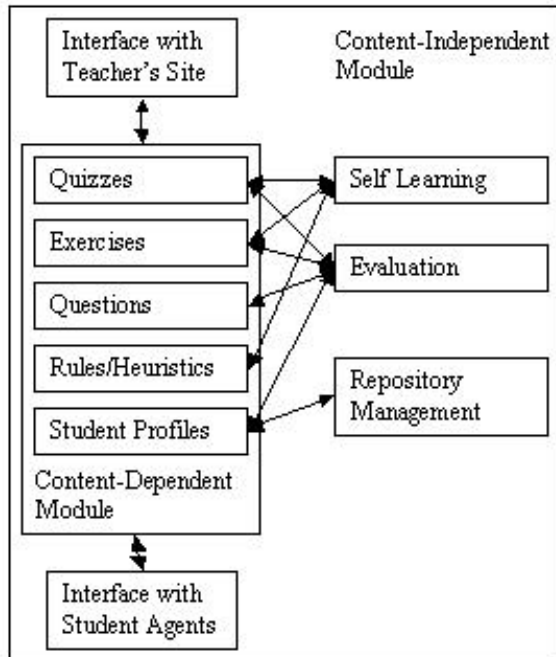 Interface with
Teacher's Site
Content-Independent
Module
Quizzes
Exercises
Questions
Rules/Heuristics
Student Profiles
Content-Dependent
Module
Self Learning
Evaluation
Repository
Management
Interface with
Student Agents